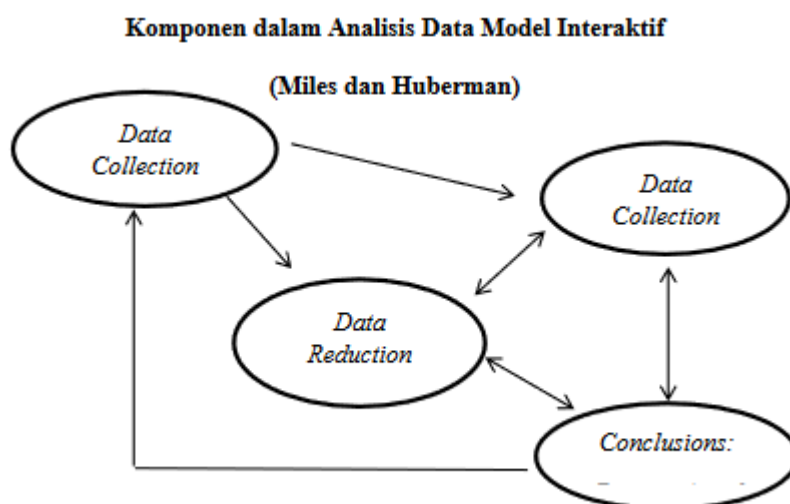 Komponen dalam Analisis Data Model Interaktif
(Miles dan Huberman)
Data
Collection
Data
Collection
Data
Reduction
Conclusions: